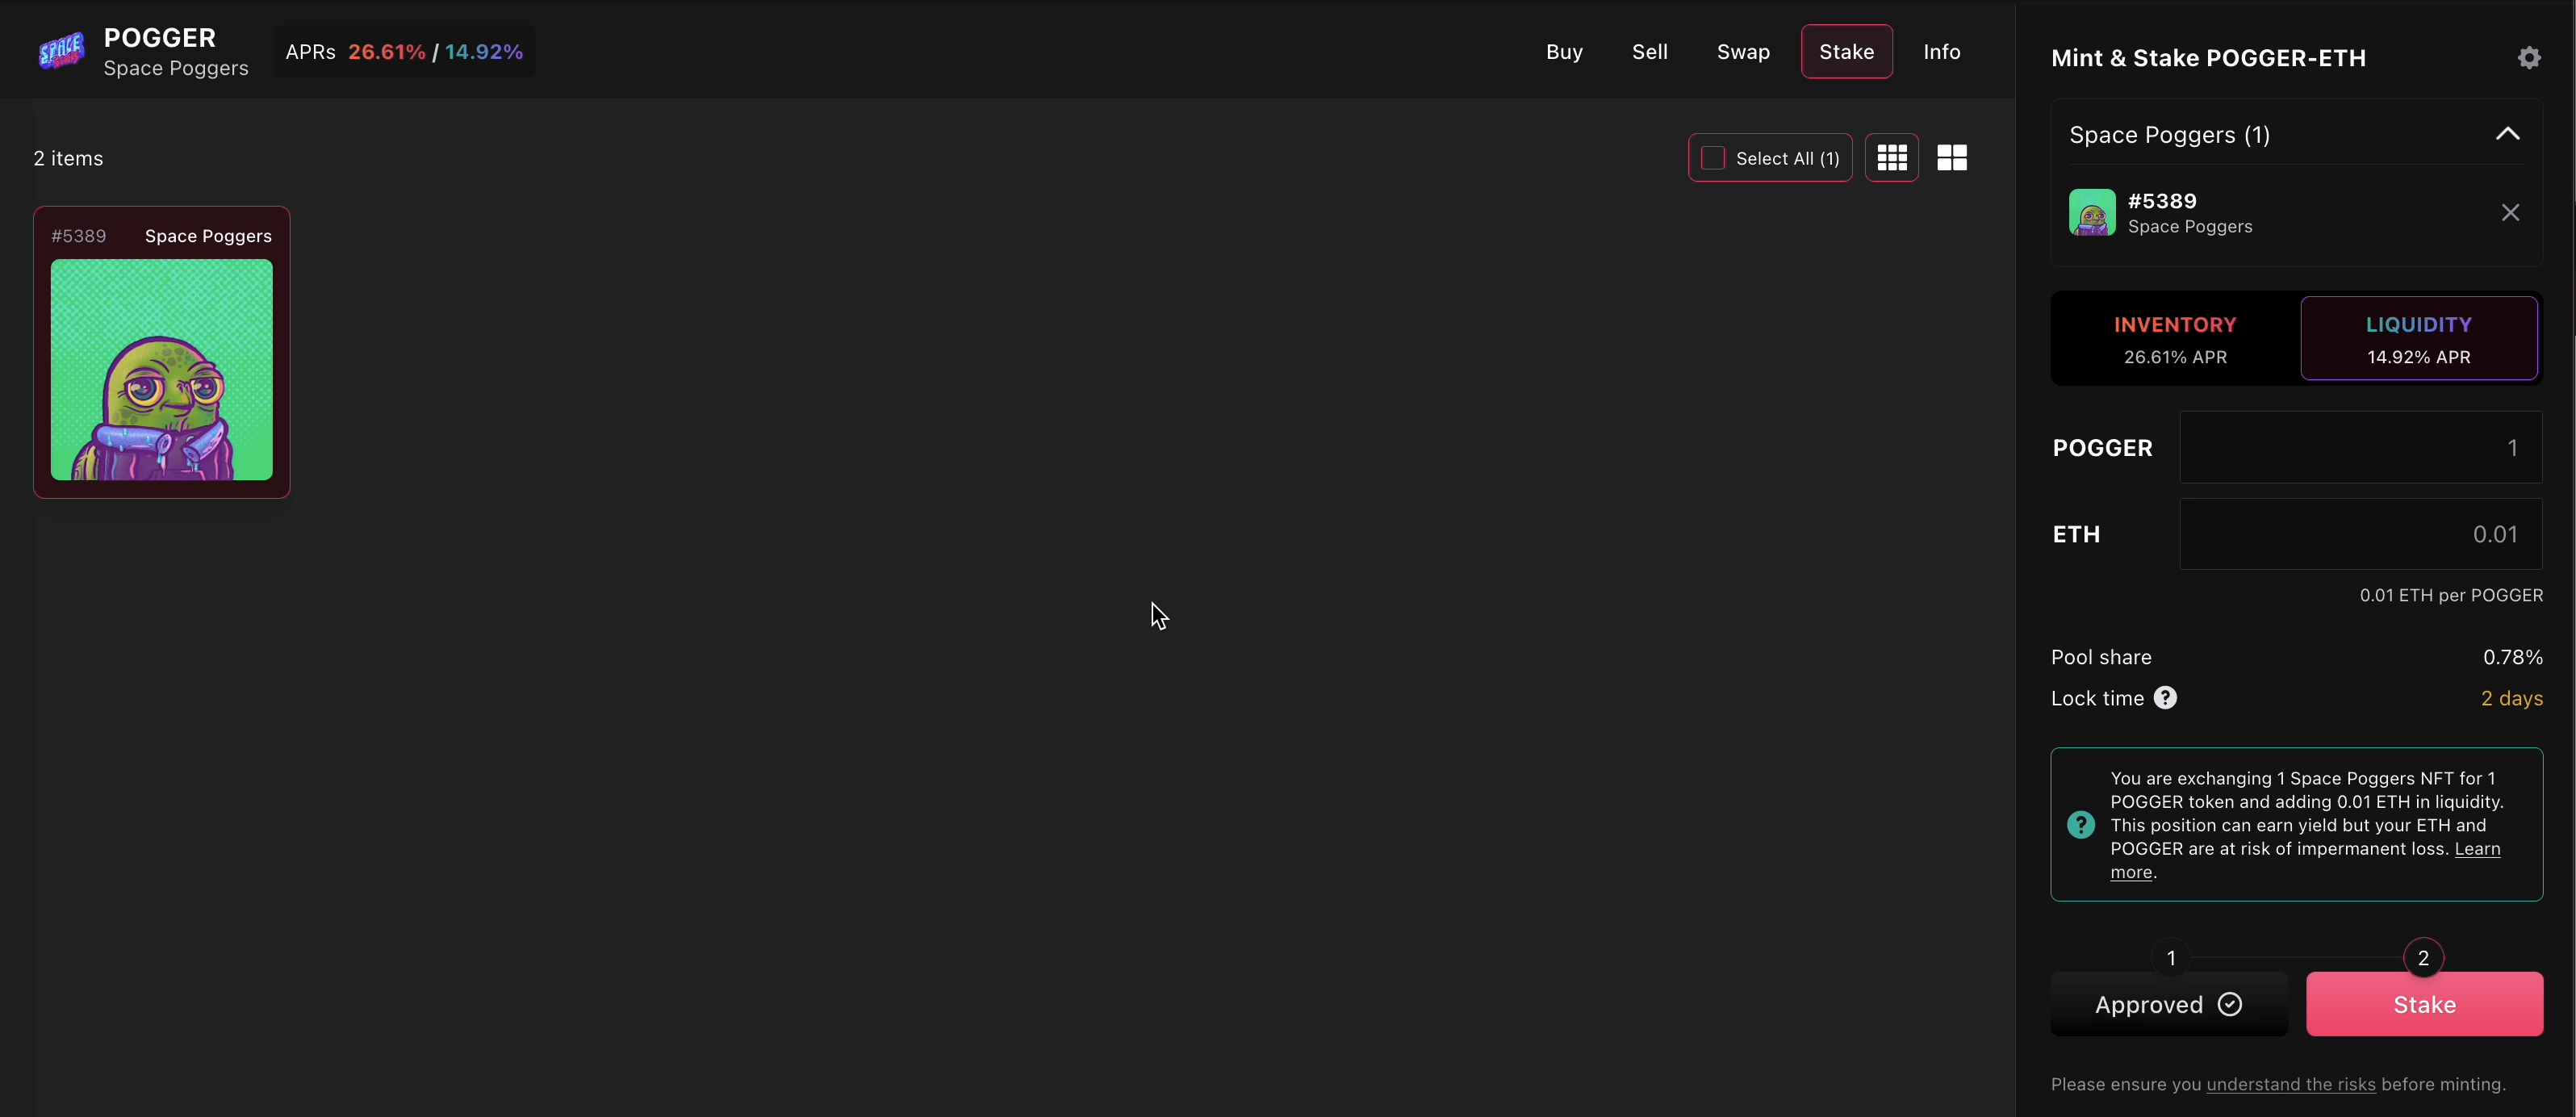 SPACE
POGGER
Space Poggers
APRs 26.61% / 14.92%
Buy
Sell
Swap
Stake
Info
2 items
Select All (1)
#5389 Space Poggers
Mint & Stake POGGER-ETH
Space Poggers (1)
#5389
Space Poggers
INVENTORY
26.61% APR
LIQUIDITY
14.92% APR
POGGER 1
ETH 0.01
0.01 ETH per POGGER
Pool share 0.78%
Lock time ? 2 days
?
You are exchanging 1 Space Poggers NFT for 1
POGGER token and adding 0.01 ETH in liquidity.
This position can earn yield but your ETH and
POGGER are at risk of impermanent loss. Learn
more.
1
2
Approved
Stake
Please ensure you understand the risks before minting.